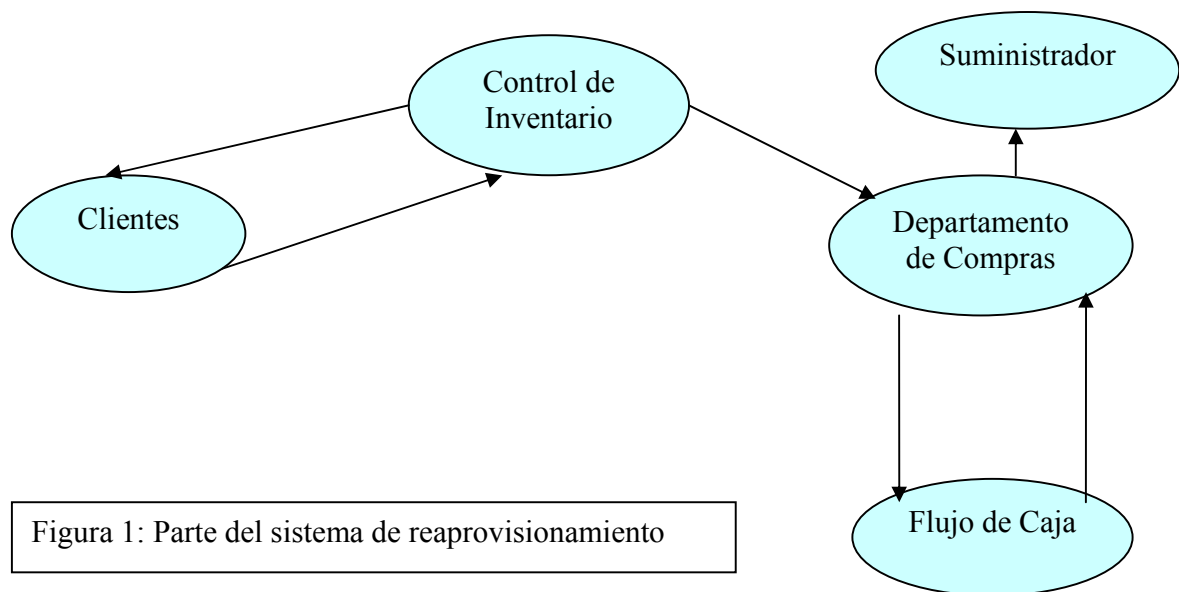 Suministrador
Control de
Inventario
Clientes
Departamento
de Compras
Flujo de Caja
Figura 1: Parte del sistema de reaprovisionamiento